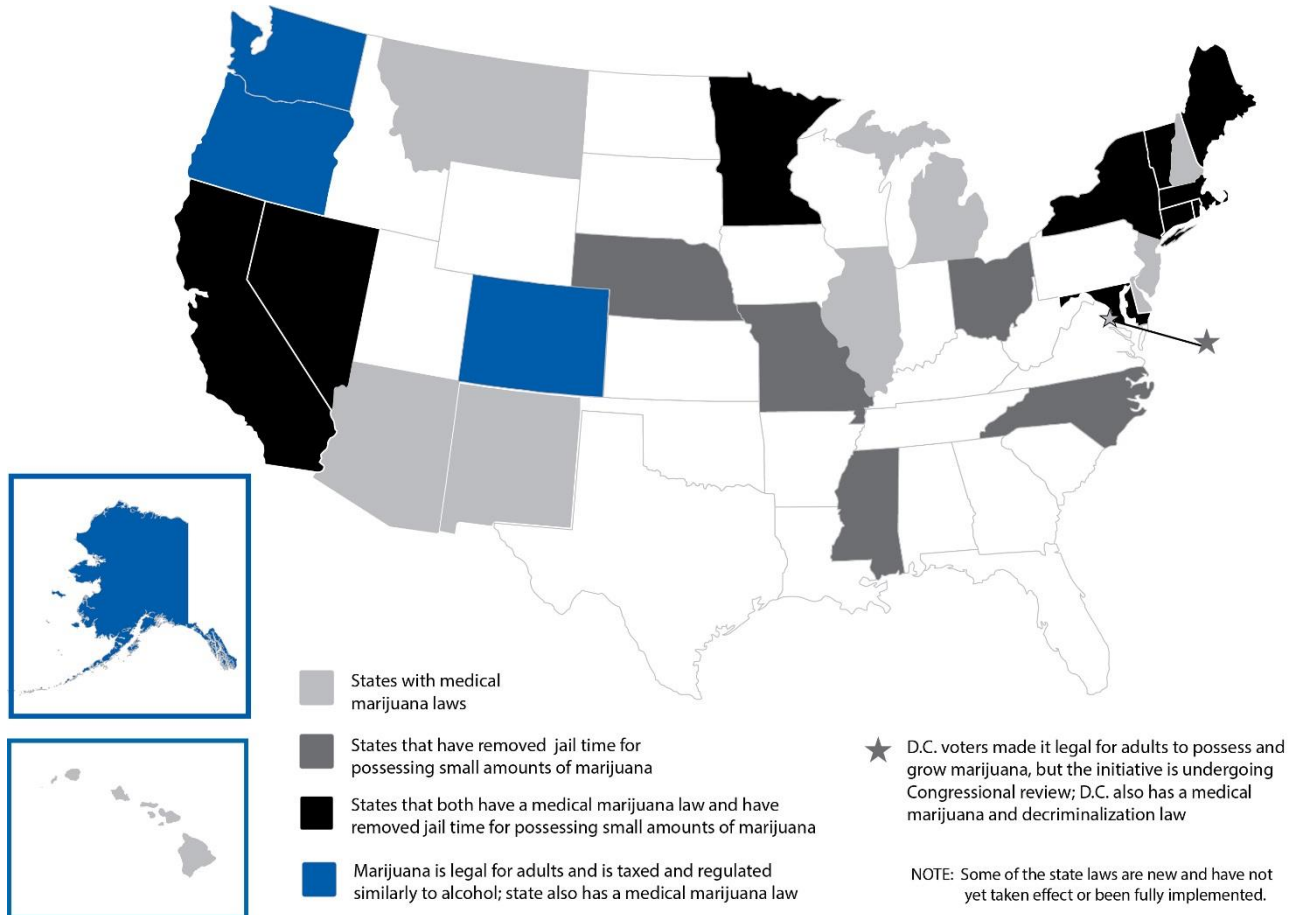 States with medical
marijuana laws
States that have removed jail time for
possessing small amounts of marijuana
States that both have a medical marijuana law and have
removed jail time for possessing small amounts of marijuana
Marijuana is legal for adults and is taxed and regulated
similarly to alcohol; state also has a medical marijuana law
D.C. voters made it legal for adults to possess and
grow marijuana, but the initiative is undergoing
Congressional review; D.C. also has a medical
marijuana and decriminalization law
NOTE: Some of the state laws are new and have not
yet taken effect or been fully implemented.